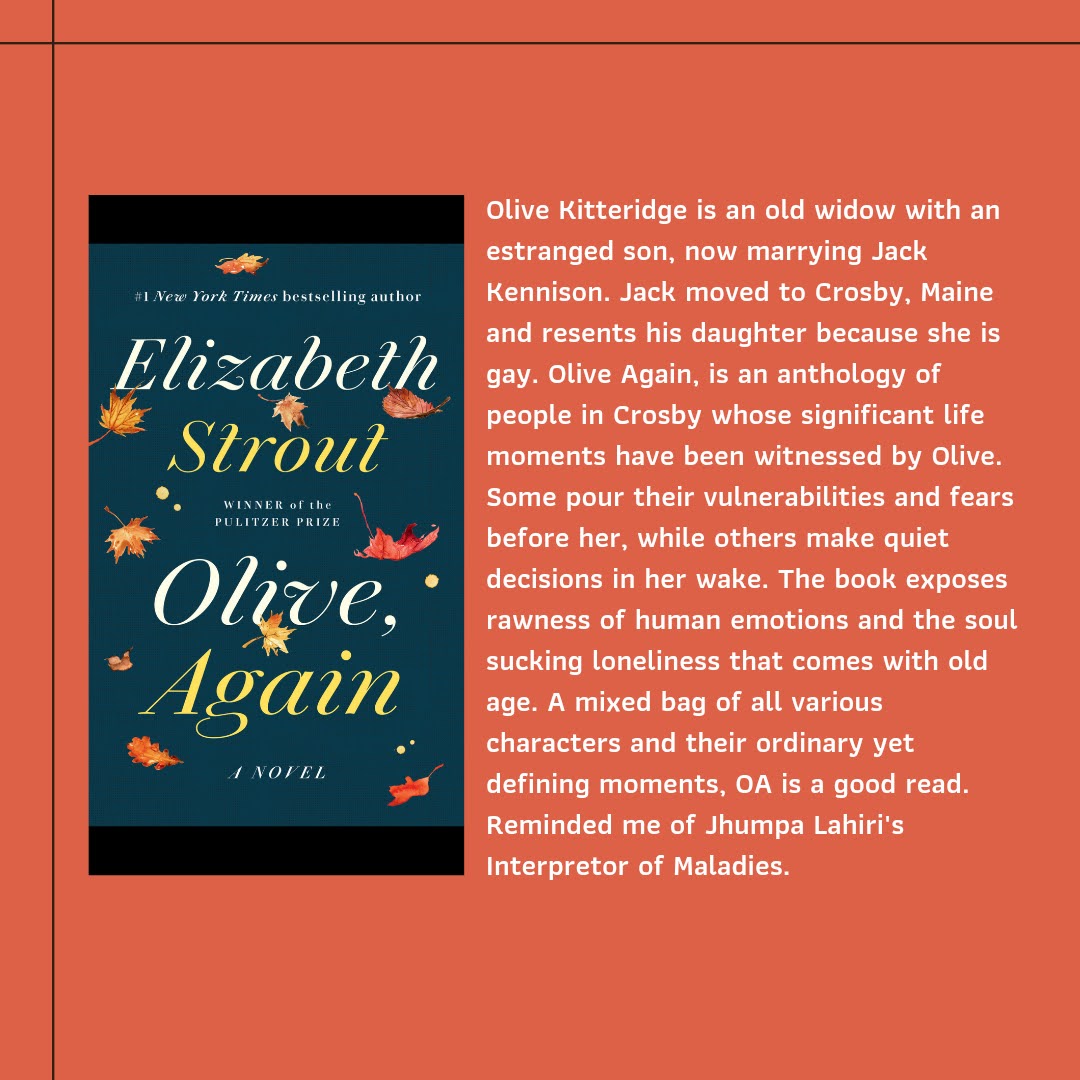 #1 New York Times bestselling author
Elizabeth
Strout
WINNER of the
PULITZER PRIZE
Olive,
Again
A NOVEL
Olive Kitteridge is an old widow with an
estranged son, now marrying Jack
Kennison. Jack moved to Crosby, Maine
and resents his daughter because she is
gay. Olive Again, is an anthology of
people in Crosby whose significant life
moments have been witnessed by Olive.
Some pour their vulnerabilities and fears
before her, while others make quiet
decisions in her wake. The book exposes
rawness of human emotions and the soul
sucking loneliness that comes with old
age. A mixed bag of all various
characters and their ordinary yet
defining moments, OA is a good read.
Reminded me of Jhumpa Lahiri's
Interpretor of Maladies.